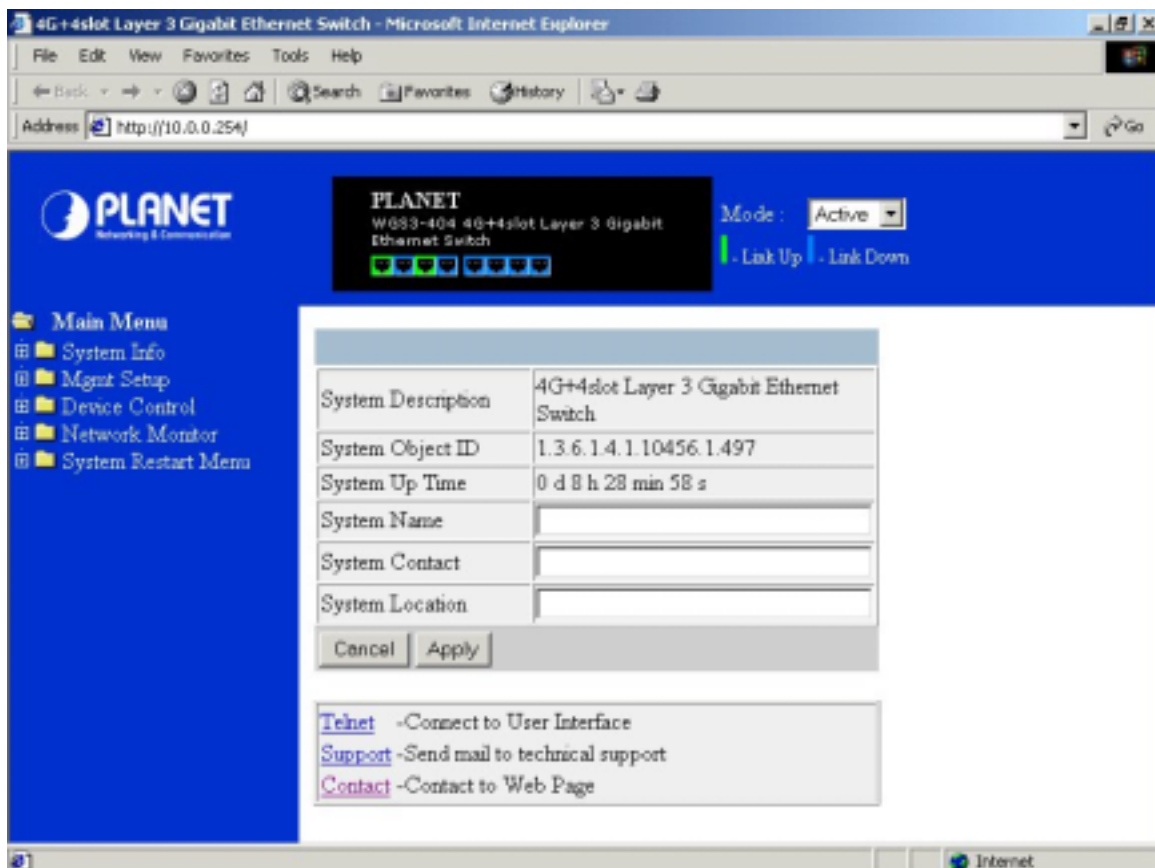 4G+4slot Layer 3 Gigabit Ethernet Switch - Microsoft Internet Explorer
File Edit View Favorites Tools Help
Back Search Favorites History
Address http://10.0.0.254/ Go
PLANET
Networking & Communication
PLANET
WGS3-404 4G+4slot Layer 3 Gigabit
Ethernet Switch
Mode : Active
- Link Up - Link Down
Main Menu
System Info
Mgmt Setup
Device Control
Network Monitor
System Restart Menu
System Description 4G+4slot Layer 3 Gigabit Ethernet
Switch
System Object ID 1.3.6.1.4.1.10456.1.497
System Up Time 0 d 8 h 28 min 58 s
System Name
System Contact
System Location
Cancel Apply
Telnet -Connect to User Interface
Support -Send mail to technical support
Contact -Contact to Web Page
Internet